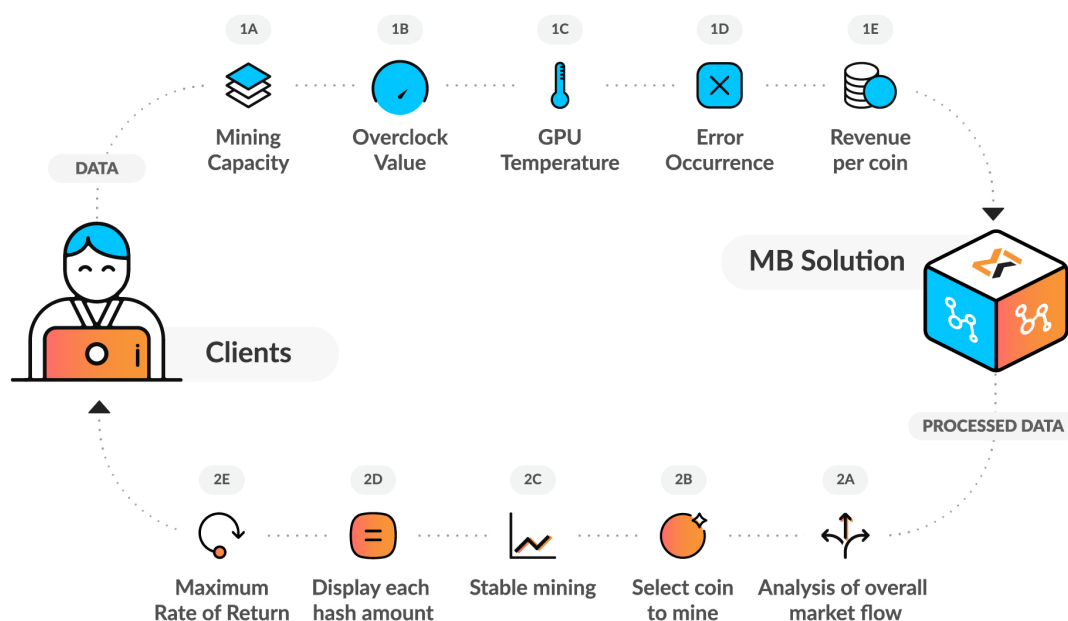 1A
1B
1C
1D
1E
Mining
Capacity
Overclock
Value
GPU
Temperature
Error
Occurrence
Revenue
per coin
DATA
MB Solution
Clients
PROCESSED DATA
2E
2D
2C
2B
2A
Maximum
Rate of Return
Display each
hash amount
Stable mining
Select coin
to mine
Analysis of overall
market flow